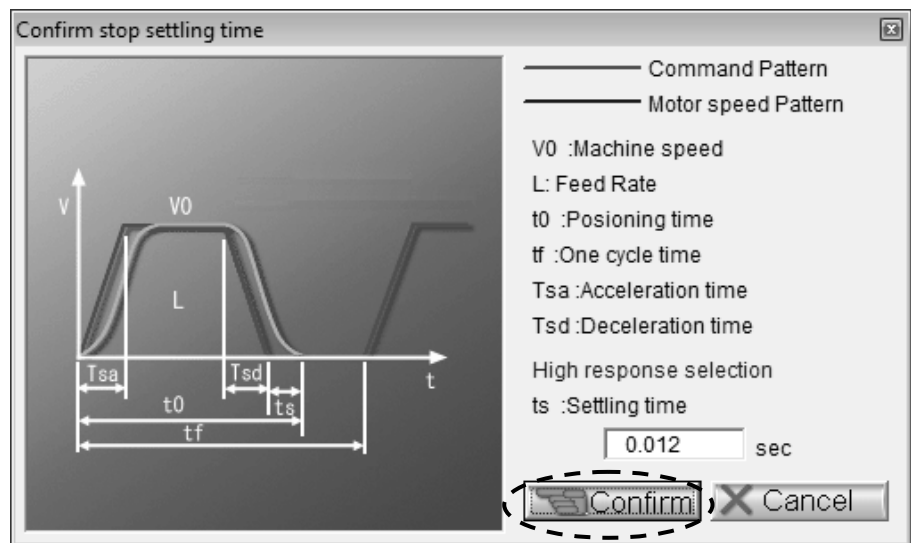 Confirm stop settling time
V
V0
L
Tsa
Tsd
t
t0
ts
tf
Command Pattern
Motor speed Pattern
V0 :Machine speed
L: Feed Rate
t0 :Posioning time
tf :One cycle time
Tsa :Acceleration time
Tsd :Deceleration time
High response selection
ts :Settling time
0.012 sec
Confirm Cancel